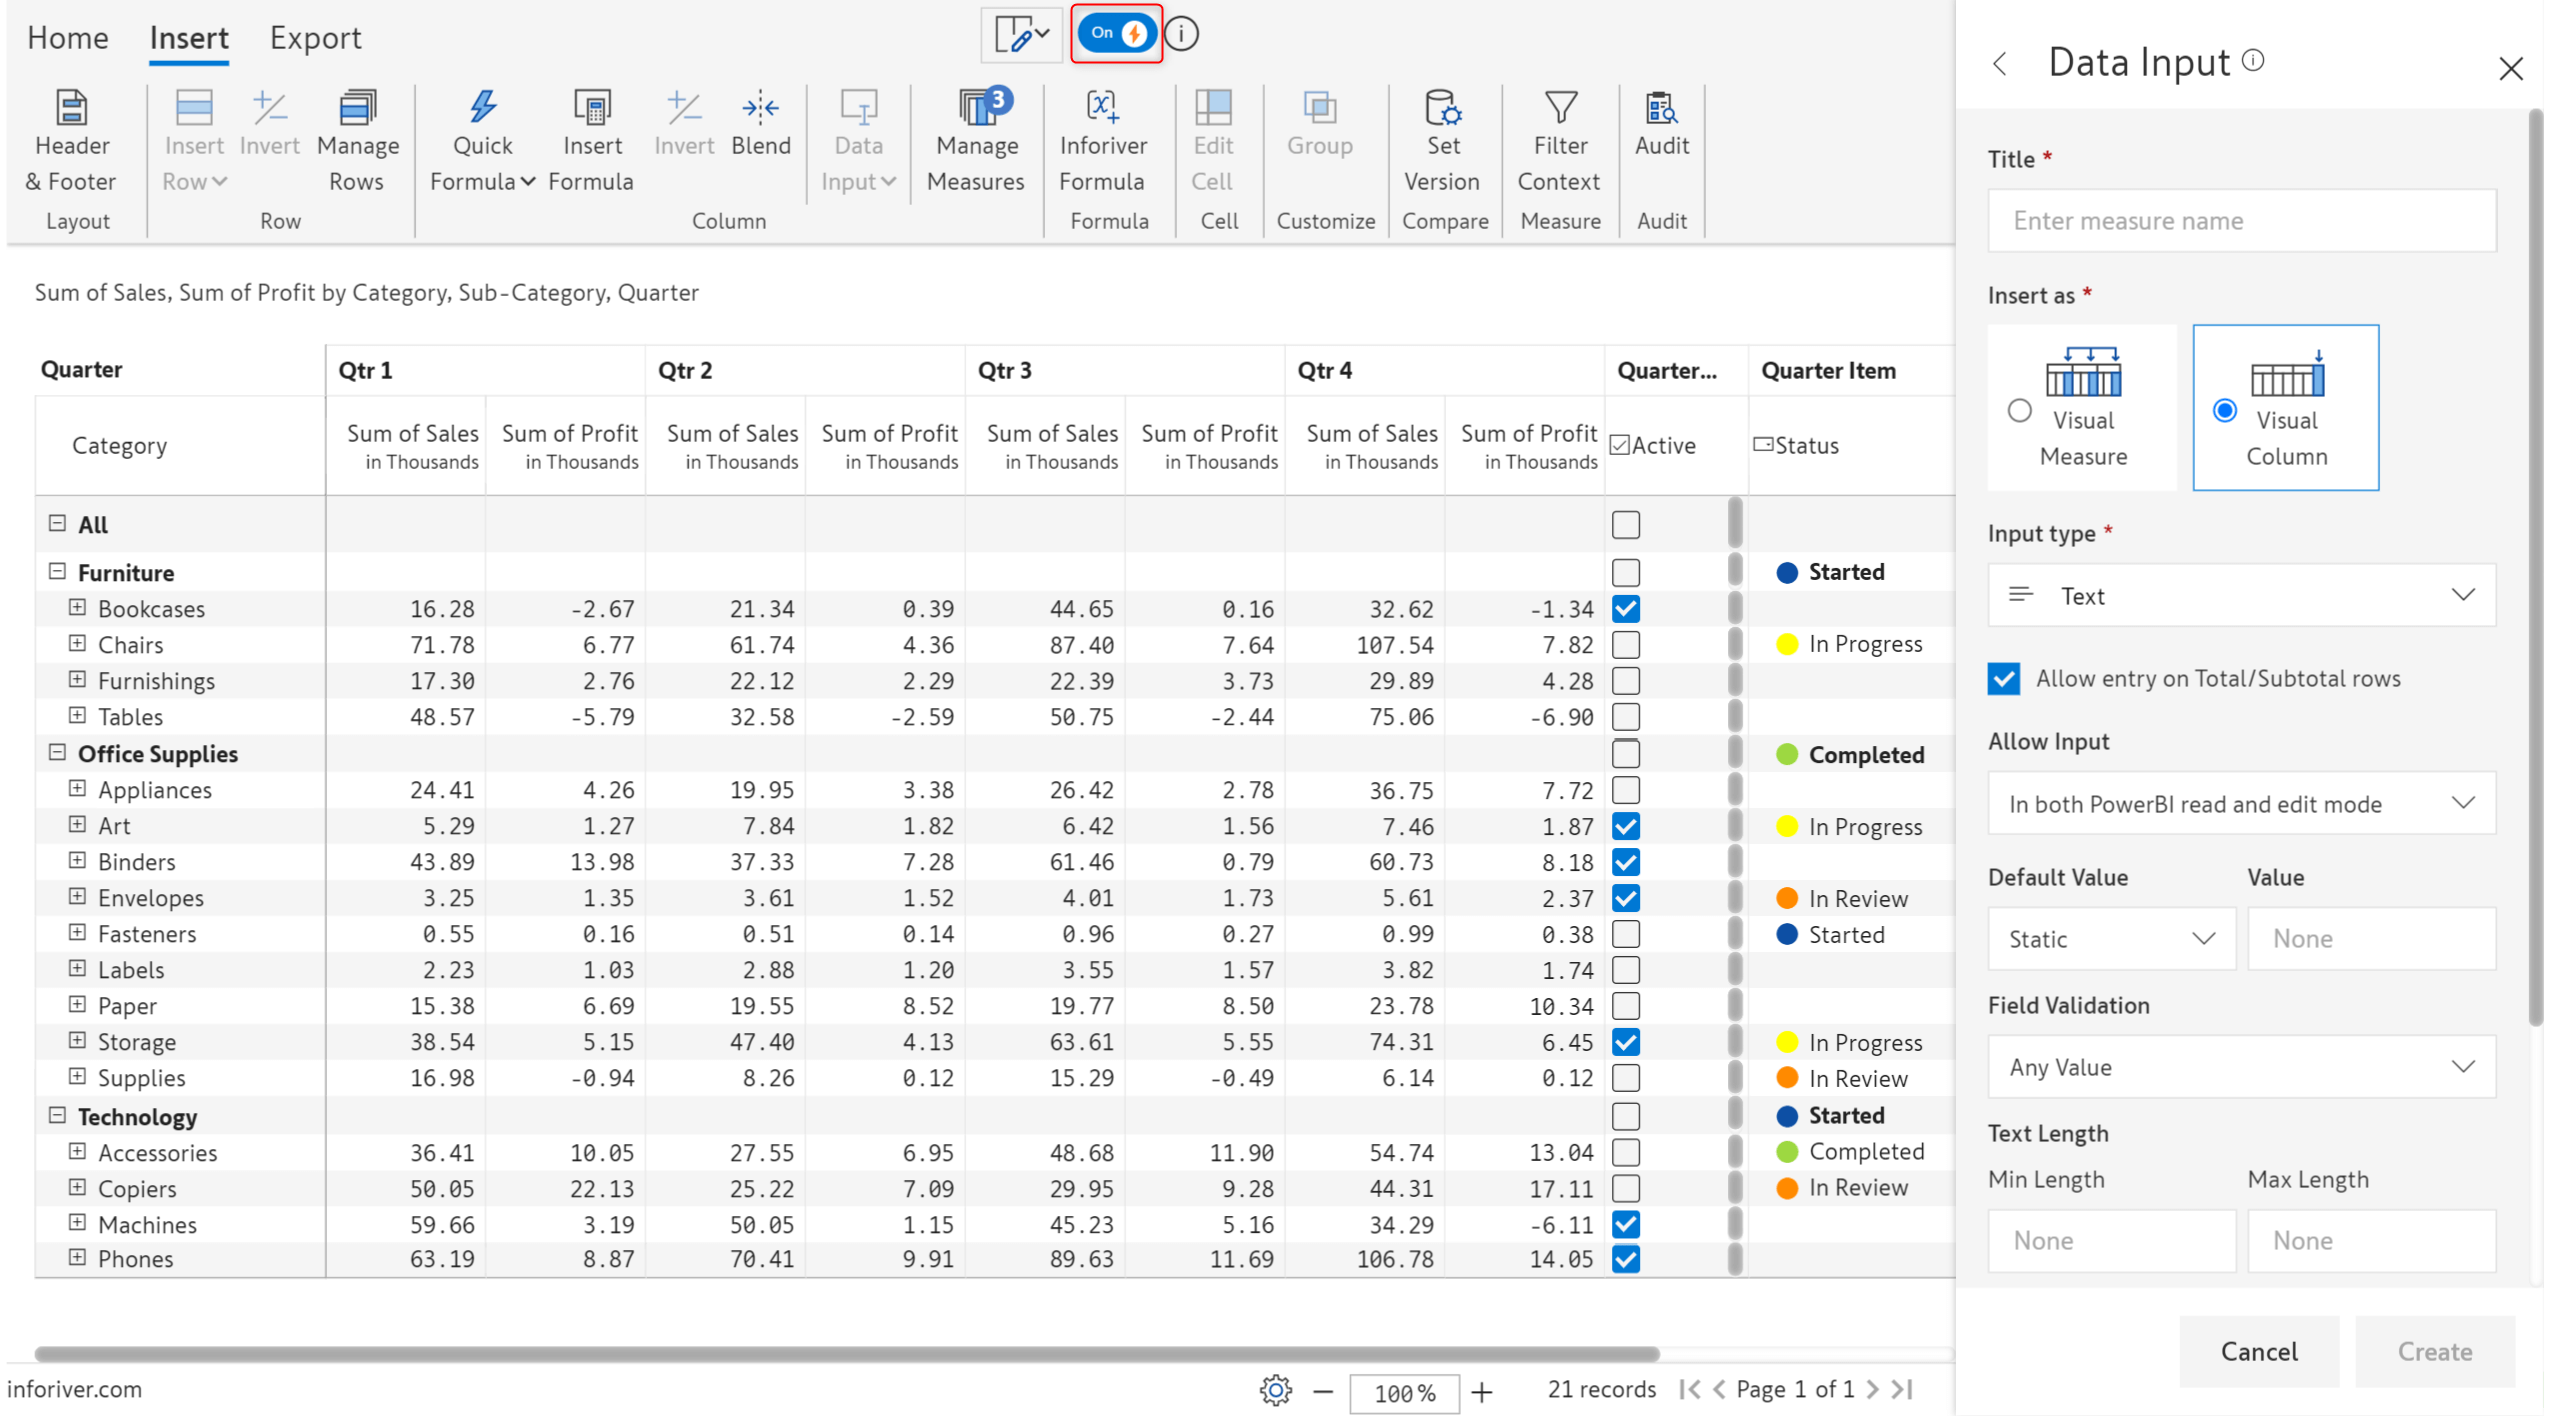 Home Insert Export On
Header & Footer
Insert Row
Invert
Manage Rows
Quick Formula
Insert Formula
Invert
Blend
Data Input
Manage Measures 3
Inforiver Formula
Edit Cell
Group
Set Version
Filter Context
Audit
Layout Row Column Formula Cell Customize Compare Measure Audit
Sum of Sales, Sum of Profit by Category, Sub-Category, Quarter
Quarter Qtr 1 Qtr 2 Qtr 3 Qtr 4 Quarter... Quarter Item
Category Sum of Sales in Thousands Sum of Profit in Thousands Sum of Sales in Thousands Sum of Profit in Thousands Sum of Sales in Thousands Sum of Profit in Thousands Sum of Sales in Thousands Sum of Profit in Thousands Active Status
All
Furniture Started
Bookcases 16.28 -2.67 21.34 0.39 44.65 0.16 32.62 -1.34
Chairs 71.78 6.77 61.74 4.36 87.40 7.64 107.54 7.82 In Progress
Furnishings 17.30 2.76 22.12 2.29 22.39 3.73 29.89 4.28
Tables 48.57 -5.79 32.58 -2.59 50.75 -2.44 75.06 -6.90
Office Supplies Completed
Appliances 24.41 4.26 19.95 3.38 26.42 2.78 36.75 7.72
Art 5.29 1.27 7.84 1.82 6.42 1.56 7.46 1.87 In Progress
Binders 43.89 13.98 37.33 7.28 61.46 0.79 60.73 8.18
Envelopes 3.25 1.35 3.61 1.52 4.01 1.73 5.61 2.37 In Review
Fasteners 0.55 0.16 0.51 0.14 0.96 0.27 0.99 0.38 Started
Labels 2.23 1.03 2.88 1.20 3.55 1.57 3.82 1.74
Paper 15.38 6.69 19.55 8.52 19.77 8.50 23.78 10.34
Storage 38.54 5.15 47.40 4.13 63.61 5.55 74.31 6.45 In Progress
Supplies 16.98 -0.94 8.26 0.12 15.29 -0.49 6.14 0.12 In Review
Technology Started
Accessories 36.41 10.05 27.55 6.95 48.68 11.90 54.74 13.04 Completed
Copiers 50.05 22.13 25.22 7.09 29.95 9.28 44.31 17.11 In Review
Machines 59.66 3.19 50.05 1.15 45.23 5.16 34.29 -6.11
Phones 63.19 8.87 70.41 9.91 89.63 11.69 106.78 14.05
inforiver.com 100% 21 records Page 1 of 1
Data Input
Title *
Enter measure name
Insert as *
Visual Measure
Visual Column
Input type *
Text
Allow entry on Total/Subtotal rows
Allow Input
In both PowerBI read and edit mode
Default Value Value
Static None
Field Validation
Any Value
Text Length
Min Length Max Length
None None
Cancel Create